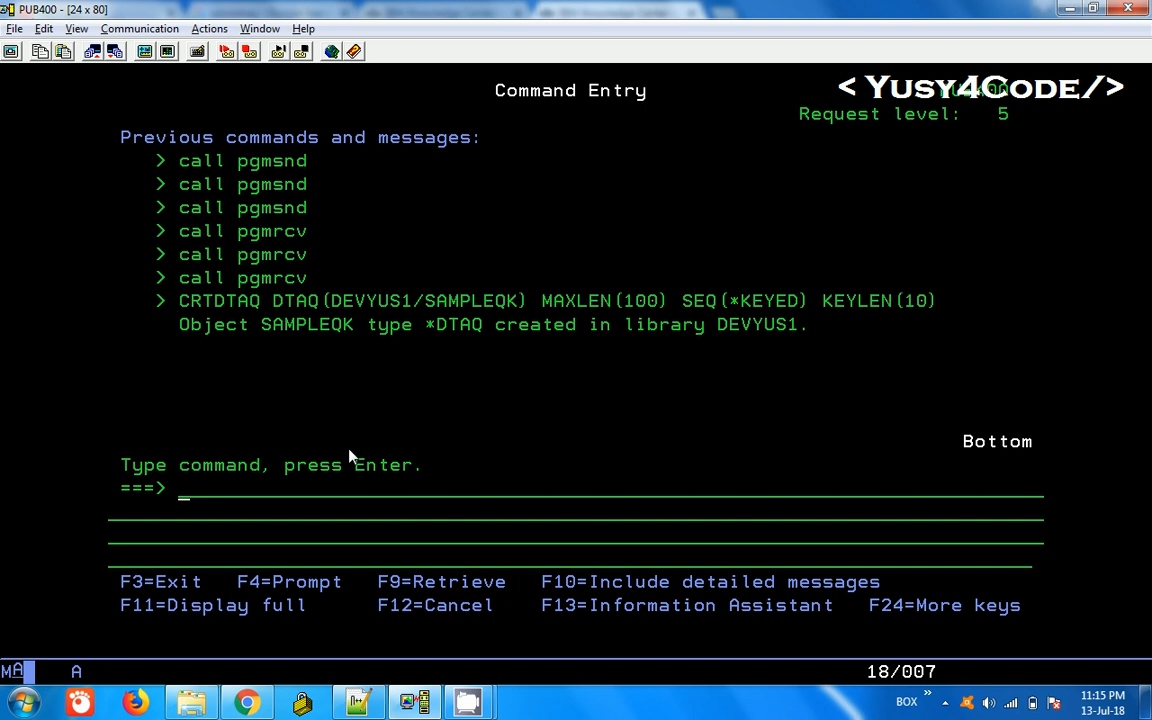 PUB400 - [24 x 80]
File Edit View Communication Actions Window Help
Command Entry
< Yusy4Code/>
Request level: 5
Previous commands and messages:
> call pgmsnd
> call pgmsnd
> call pgmsnd
> call pgmrcv
> call pgmrcv
> call pgmrcv
> CRTDTAQ DTAQ(DEVYUS1/SAMPLEQK) MAXLEN(100) SEQ(*KEYED) KEYLEN(10)
Object SAMPLEQK type *DTAQ created in library DEVYUS1.
Bottom
Type command, press Enter.
===>
F3=Exit F4=Prompt F9=Retrieve F10=Include detailed messages
F11=Display full F12=Cancel F13=Information Assistant F24=More keys
MA A 18/007
BOX 11:15 PM
13-Jul-18